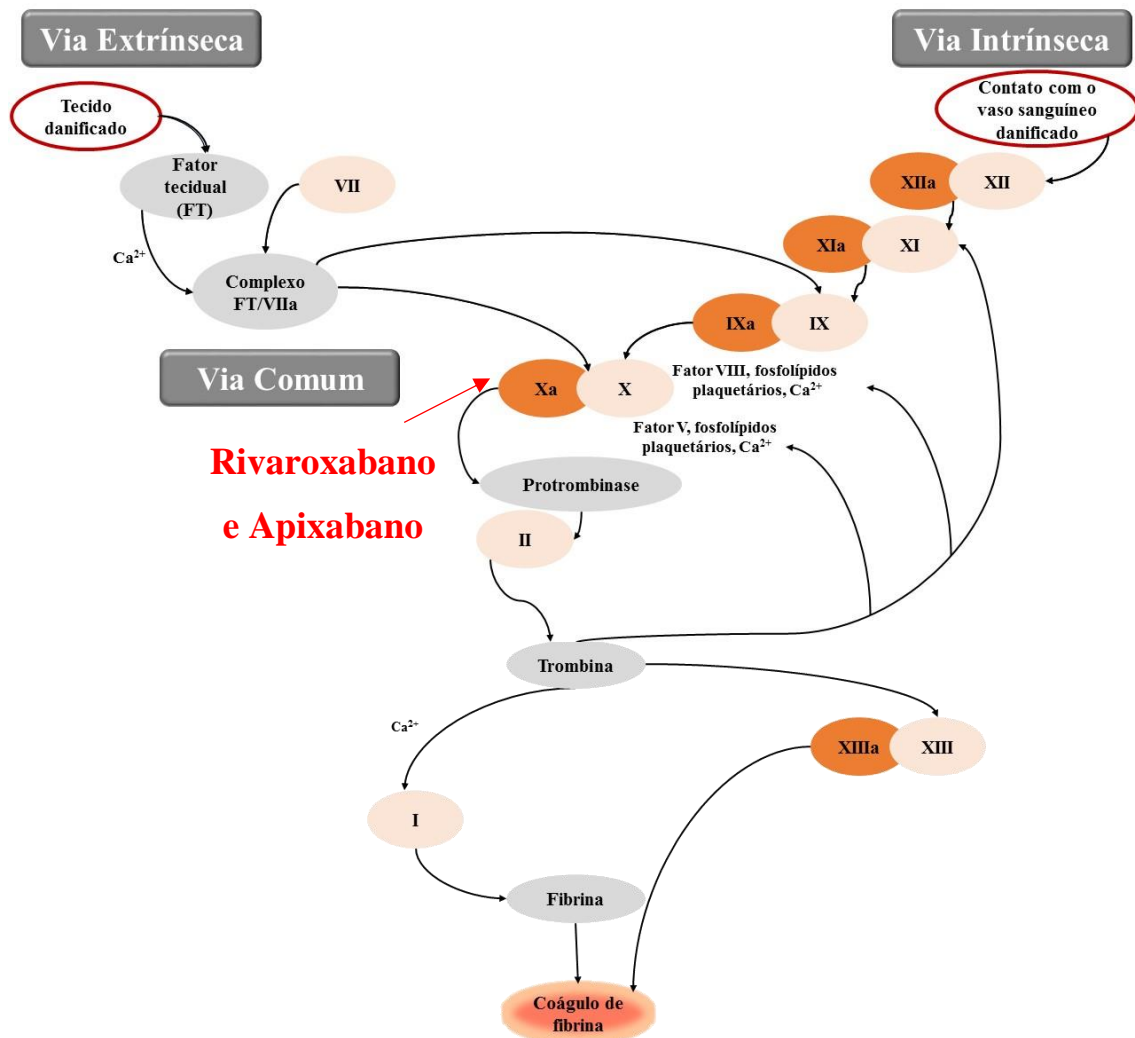 Via Extrínseca
Via Intrínseca
Tecido
danificado
Contato com o
vaso sanguíneo
danificado
Fator
tecidual
(FT)
VII
XIIa
XII
XIa
XI
Ca²⁺
Complexo
FT/VIIa
IXa
IX
Via Comum
Xa
X
Fator VIII, fosfolípidos
plaquetários, Ca²⁺
Fator V, fosfolípidos
plaquetários, Ca²⁺
Rivaroxabano
e Apixabano
Protrombinase
II
Trombina
Ca²⁺
XIIIa
XIII
I
Fibrina
Coágulo de
fibrina